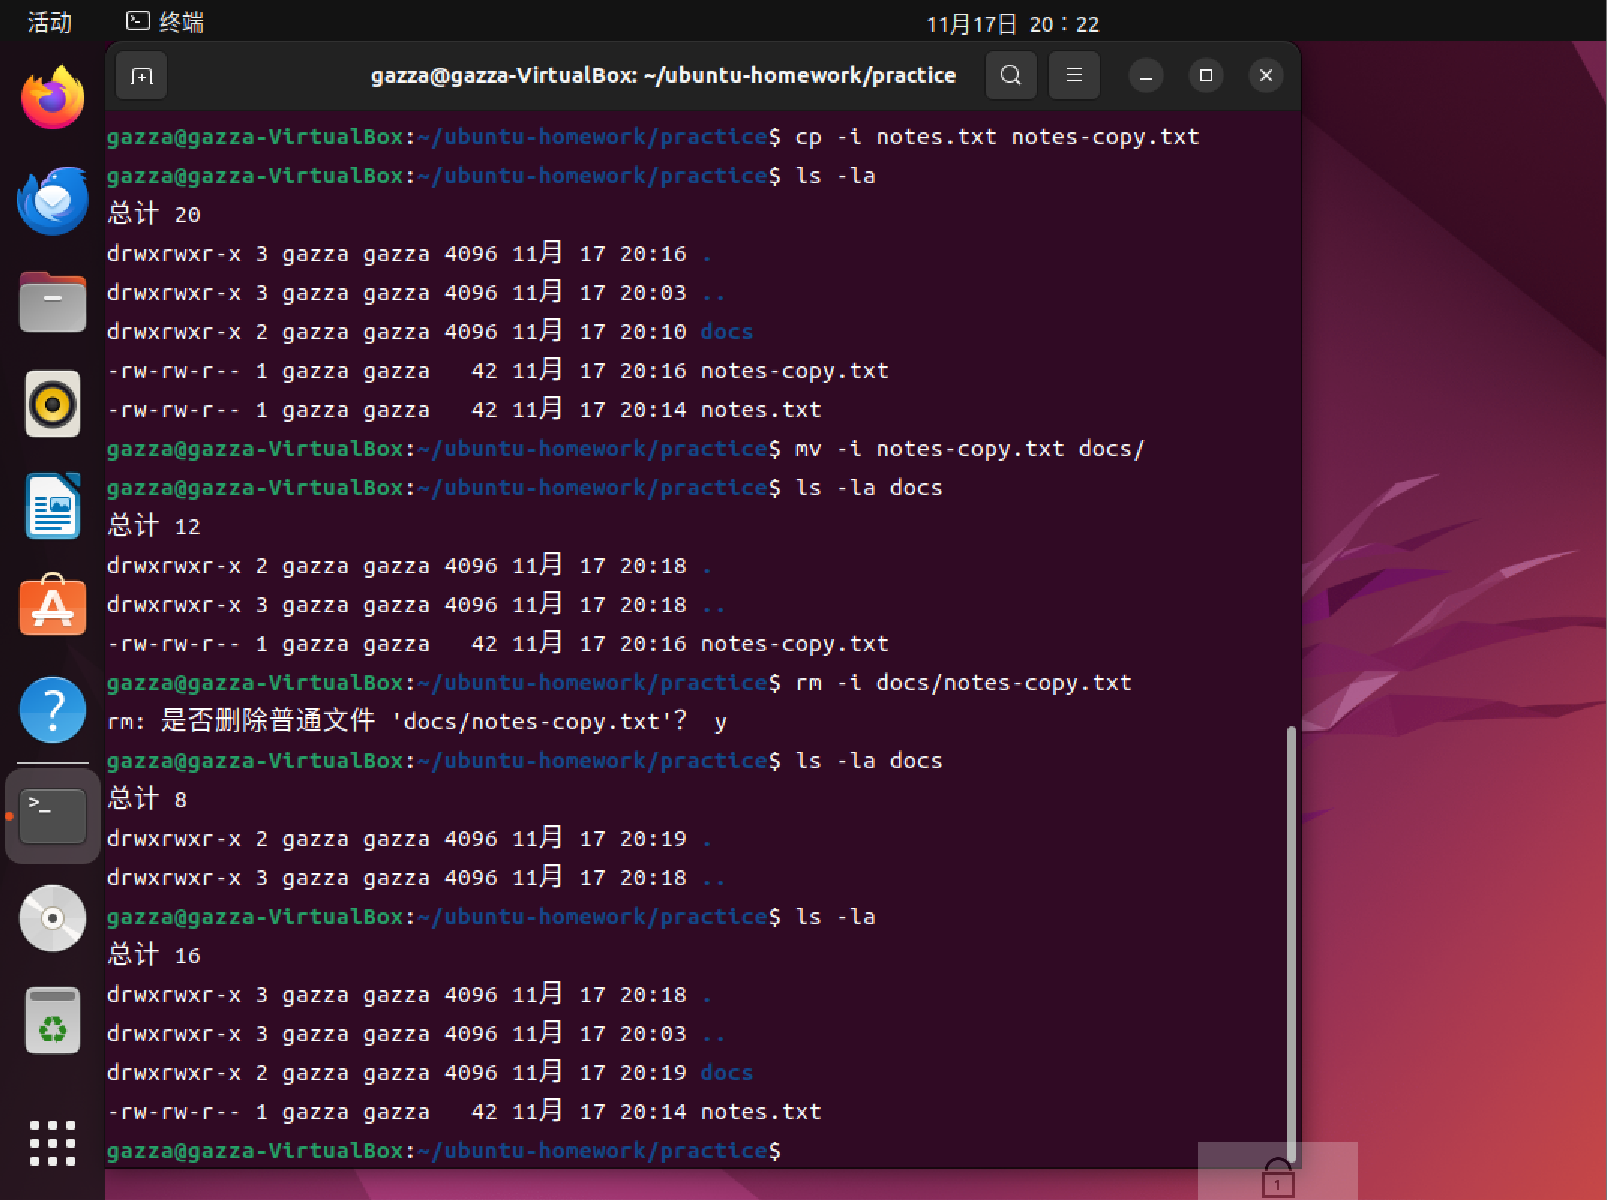 活动 终端 11月17日 20：22
gazza@gazza-VirtualBox: ~/ubuntu-homework/practice
gazza@gazza-VirtualBox:~/ubuntu-homework/practice$ cp -i notes.txt notes-copy.txt
gazza@gazza-VirtualBox:~/ubuntu-homework/practice$ ls -la
总计 20
drwxrwxr-x 3 gazza gazza 4096 11月 17 20:16 .
drwxrwxr-x 3 gazza gazza 4096 11月 17 20:03 ..
drwxrwxr-x 2 gazza gazza 4096 11月 17 20:10 docs
-rw-rw-r-- 1 gazza gazza   42 11月 17 20:16 notes-copy.txt
-rw-rw-r-- 1 gazza gazza   42 11月 17 20:14 notes.txt
gazza@gazza-VirtualBox:~/ubuntu-homework/practice$ mv -i notes-copy.txt docs/
gazza@gazza-VirtualBox:~/ubuntu-homework/practice$ ls -la docs
总计 12
drwxrwxr-x 2 gazza gazza 4096 11月 17 20:18 .
drwxrwxr-x 3 gazza gazza 4096 11月 17 20:18 ..
-rw-rw-r-- 1 gazza gazza   42 11月 17 20:16 notes-copy.txt
gazza@gazza-VirtualBox:~/ubuntu-homework/practice$ rm -i docs/notes-copy.txt
rm: 是否删除普通文件 'docs/notes-copy.txt'？ y
gazza@gazza-VirtualBox:~/ubuntu-homework/practice$ ls -la docs
总计 8
drwxrwxr-x 2 gazza gazza 4096 11月 17 20:19 .
drwxrwxr-x 3 gazza gazza 4096 11月 17 20:18 ..
gazza@gazza-VirtualBox:~/ubuntu-homework/practice$ ls -la
总计 16
drwxrwxr-x 3 gazza gazza 4096 11月 17 20:18 .
drwxrwxr-x 3 gazza gazza 4096 11月 17 20:03 ..
drwxrwxr-x 2 gazza gazza 4096 11月 17 20:19 docs
-rw-rw-r-- 1 gazza gazza   42 11月 17 20:14 notes.txt
gazza@gazza-VirtualBox:~/ubuntu-homework/practice$
1